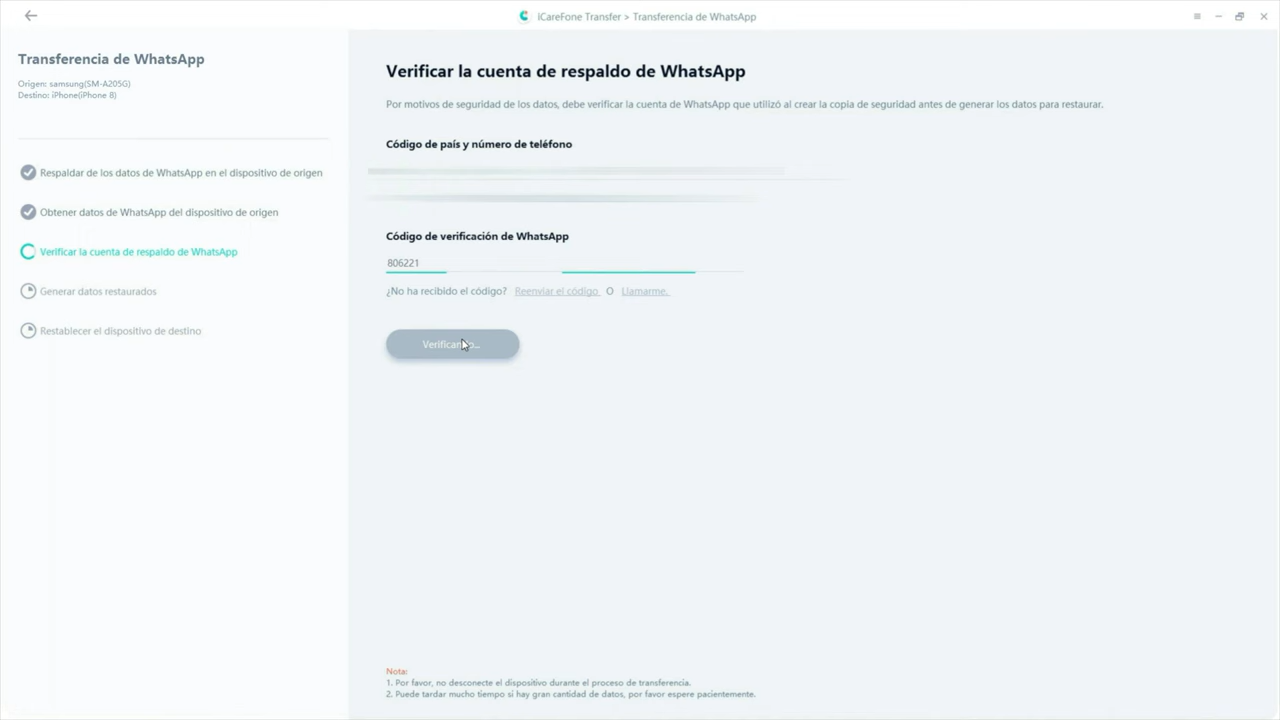 iCareFone Transfer > Transferencia de WhatsApp
Transferencia de WhatsApp
Origen: samsung(SM-A205G)
Destino: iPhone(iPhone 8)
Respaldar de los datos de WhatsApp en el dispositivo de origen
Obtener datos de WhatsApp del dispositivo de origen
Verificar la cuenta de respaldo de WhatsApp
Generar datos restaurados
Restablecer el dispositivo de destino
Verificar la cuenta de respaldo de WhatsApp
Por motivos de seguridad de los datos, debe verificar la cuenta de WhatsApp que utilizó al crear la copia de seguridad antes de generar los datos para restaurar.
Código de país y número de teléfono
Código de verificación de WhatsApp
806221
¿No ha recibido el código? Reenviar el código O Llamarme.
Verificando...
Nota:
1. Por favor, no desconecte el dispositivo durante el proceso de transferencia.
2. Puede tardar mucho tiempo si hay gran cantidad de datos, por favor espere pacientemente.